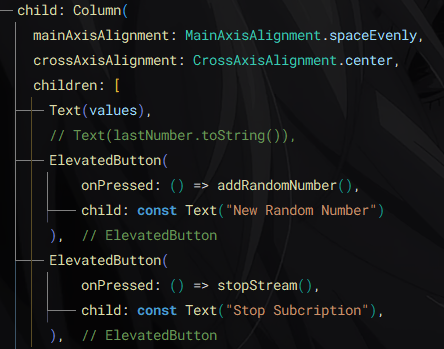 child: Column(
mainAxisAlignment: MainAxisAlignment.spaceEvenly,
crossAxisAlignment: CrossAxisAlignment.center,
children: [
Text(values),
// Text(lastNumber.toString()),
ElevatedButton(
onPressed: () => addRandomNumber(),
child: const Text("New Random Number")
), // ElevatedButton
ElevatedButton(
onPressed: () => stopStream(),
child: const Text("Stop Subcription"),
), // ElevatedButton